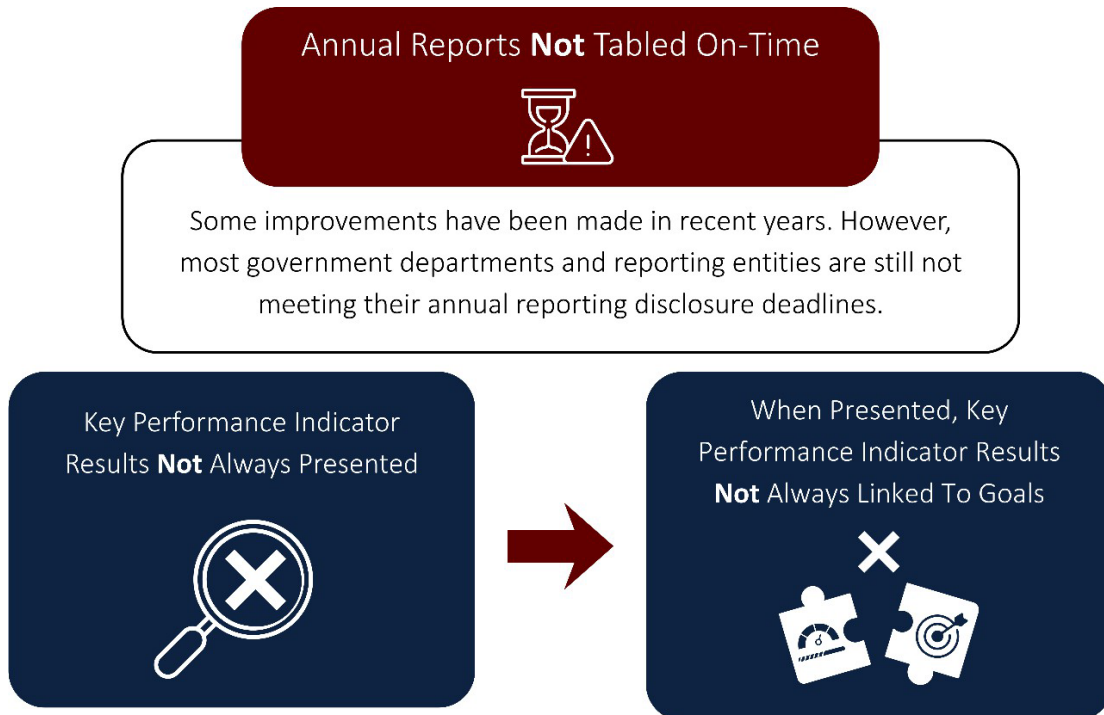 Annual Reports Not Tabled On-Time
Some improvements have been made in recent years. However,
most government departments and reporting entities are still not
meeting their annual reporting disclosure deadlines.
Key Performance Indicator
Results Not Always Presented
When Presented, Key
Performance Indicator Results
Not Always Linked To Goals